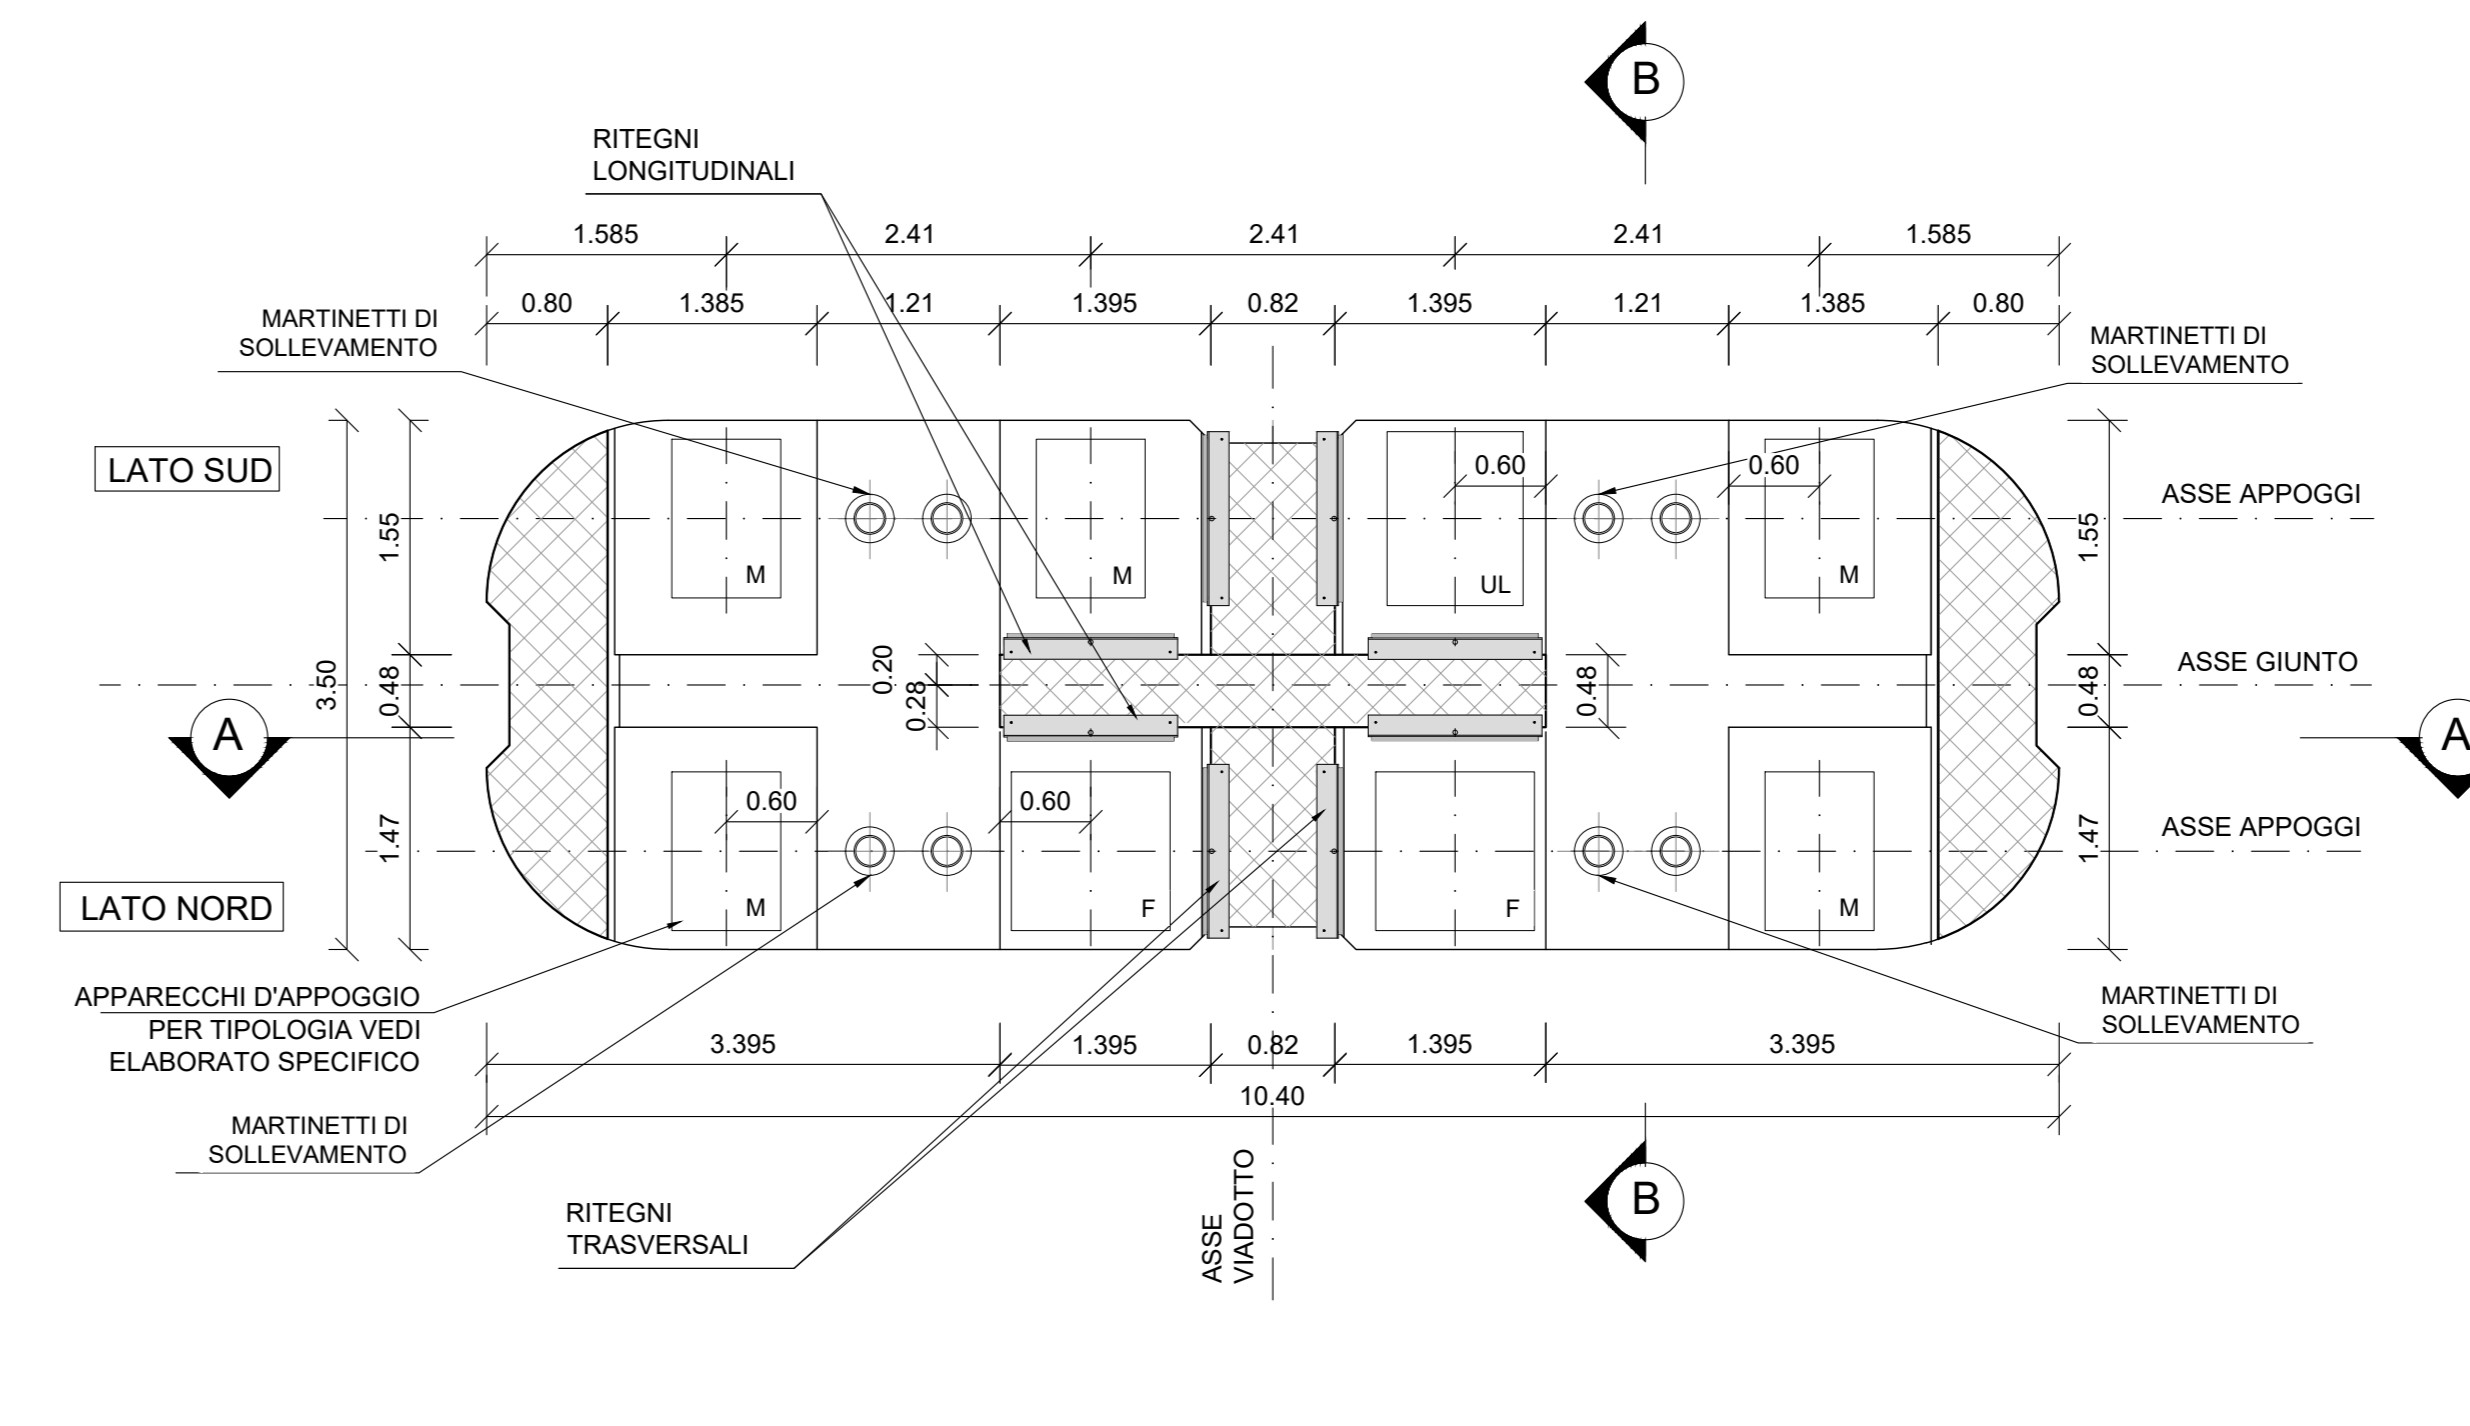 B
RITEGNI
LONGITUDINALI
1.585 2.41 2.41 2.41 1.585
0.80 1.385 1.21 1.395 0.82 1.395 1.21 1.385 0.80
MARTINETTI DI
SOLLEVAMENTO
MARTINETTI DI
SOLLEVAMENTO
LATO SUD
0.60 0.60
ASSE APPOGGI
1.55 1.55
M M UL M
0.20
ASSE GIUNTO
3.50 0.48 0.28 0.48 0.48
A A
0.60 0.60
1.47 1.47
ASSE APPOGGI
LATO NORD
M F F M
APPARECCHI D'APPOGGIO
PER TIPOLOGIA VEDI
ELABORATO SPECIFICO
MARTINETTI DI
SOLLEVAMENTO
3.395 1.395 0.82 1.395 3.395
10.40
MARTINETTI DI
SOLLEVAMENTO
ASSE
VIADOTTO
B
RITEGNI
TRASVERSALI